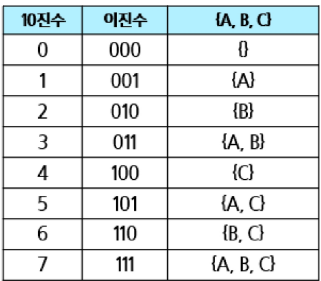 10진수 이진수 {A, B, C}
0 000 {}
1 001 {A}
2 010 {B}
3 011 {A, B}
4 100 {C}
5 101 {A, C}
6 110 {B, C}
7 111 {A, B, C}